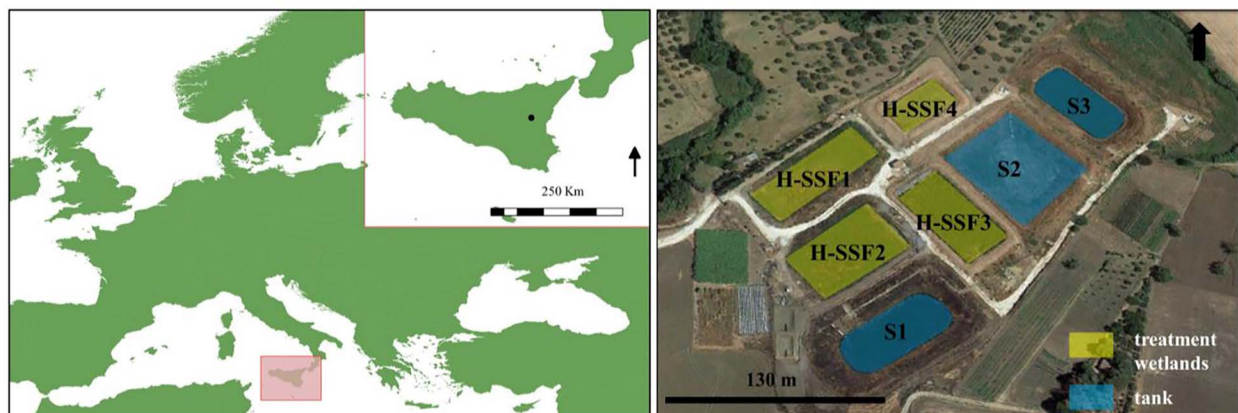 250 Km
H-SSF4
S3
H-SSF1
S2
H-SSF3
H-SSF2
S1
treatment
wetlands
130 m
tank